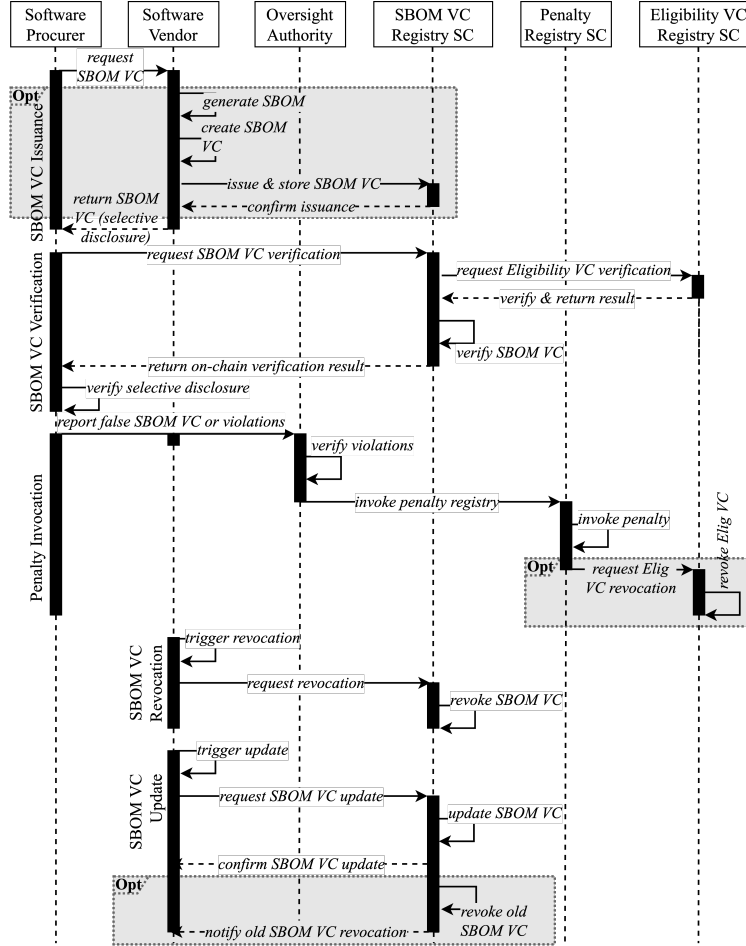 Software
Procurer
Software
Vendor
Oversight
Authority
SBOM VC
Registry SC
Penalty
Registry SC
Eligibility VC
Registry SC
request
SBOM VC
Opt
SBOM VC Issuance
generate SBOM
create SBOM
VC
issue & store SBOM VC
confirm issuance
return SBOM
VC (selective
disclosure)
SBOM VC Verification
request SBOM VC verification
request Eligibility VC verification
verify & return result
verify SBOM VC
return on-chain verification result
verify selective disclosure
Penalty Invocation
report false SBOM VC or violations
verify violations
invoke penalty registry
invoke penalty
Opt
request Elig
VC revocation
revoke Elig VC
SBOM VC
Revocation
trigger revocation
request revocation
revoke SBOM VC
SBOM VC
Update
trigger update
request SBOM VC update
update SBOM VC
confirm SBOM VC update
Opt
revoke old
SBOM VC
notify old SBOM VC revocation